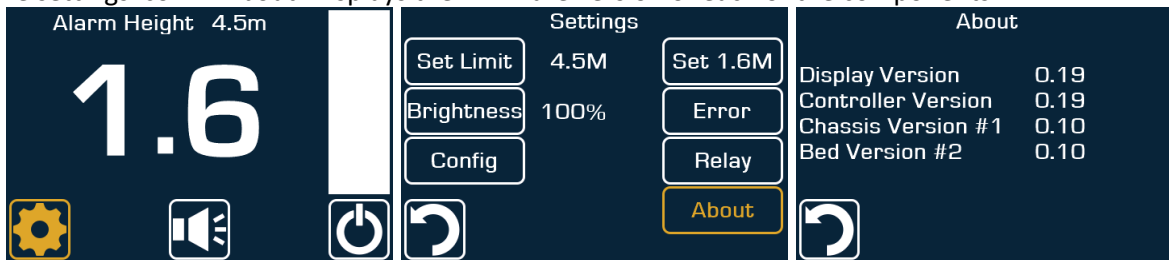 Alarm Height 4.5m
1.6
Settings
Set Limit 4.5M Set 1.6M
Brightness 100% Error
Config Relay
About
About
Display Version 0.19
Controller Version 0.19
Chassis Version #1 0.10
Bed Version #2 0.10